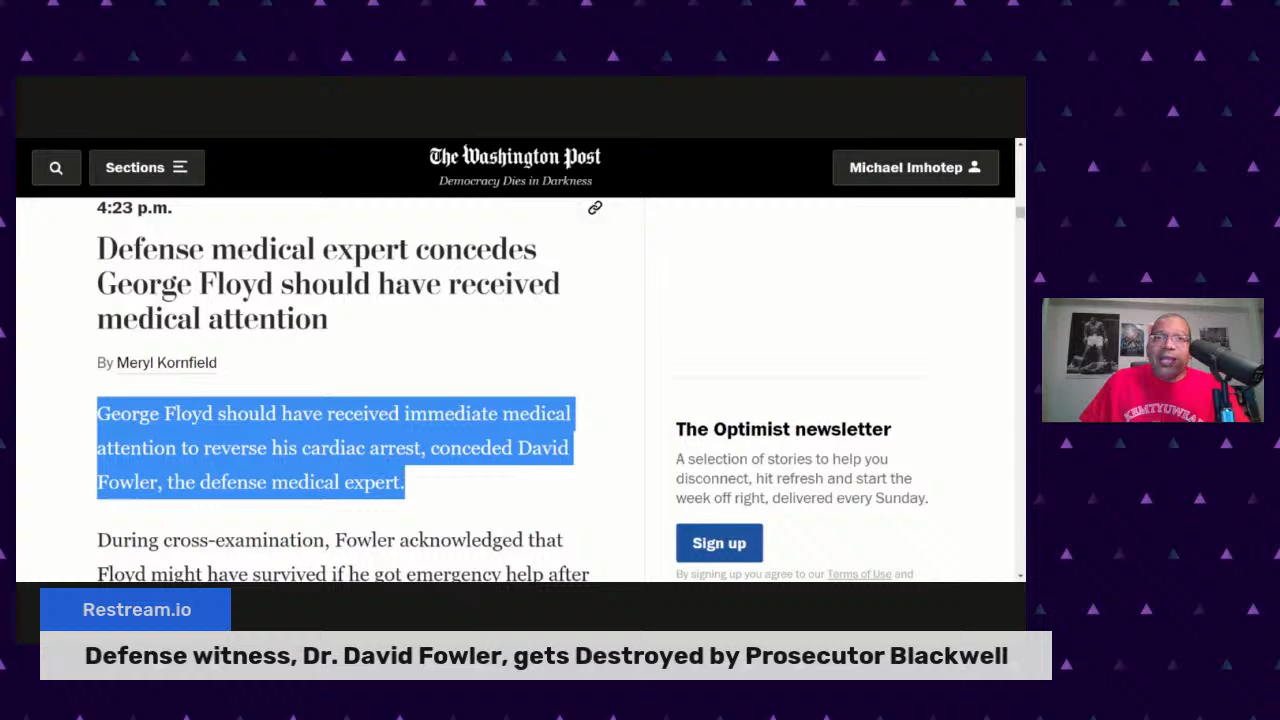 The Washington Post
Democracy Dies in Darkness
Sections
Michael Imhotep
4:23 p.m.
Defense medical expert concedes
George Floyd should have received
medical attention
By Meryl Kornfield
George Floyd should have received immediate medical
attention to reverse his cardiac arrest, conceded David
Fowler, the defense medical expert.
During cross-examination, Fowler acknowledged that
Floyd might have survived if he got emergency help after
The Optimist newsletter
A selection of stories to help you
disconnect, hit refresh and start the
week off right, delivered every Sunday.
Sign up
By signing up you agree to our Terms of Use and
KEMTYUWEAR
Restream.io
Defense witness, Dr. David Fowler, gets Destroyed by Prosecutor Blackwell